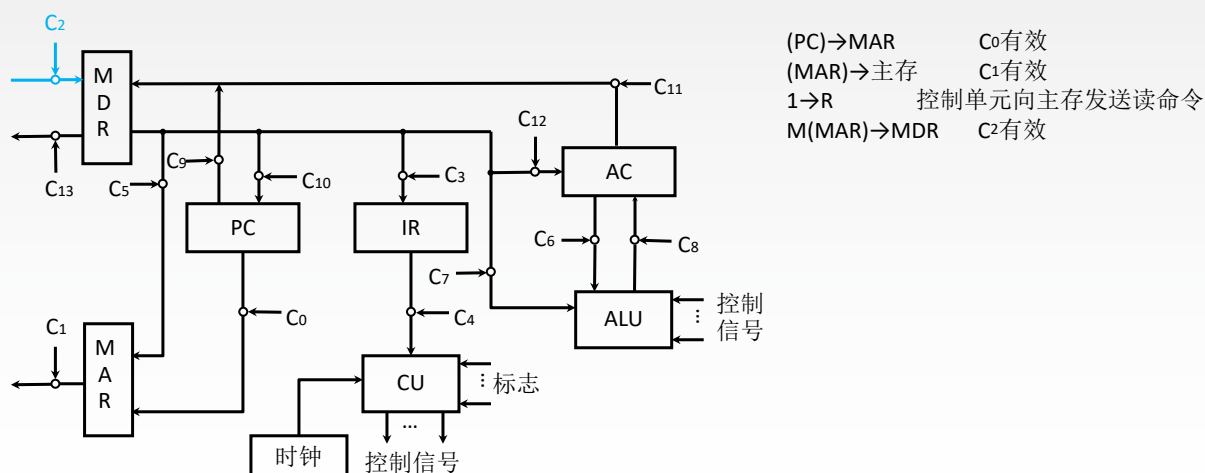 C2
M
D
R
C13
C5
C9
C10
C3
C12
C11
AC
PC
IR
C6
C8
C7
C1
M
A
R
C0
C4
ALU
控制
信号
...
CU
标志
...
...
时钟
控制信号
(PC)→MAR C0有效
(MAR)→主存 C1有效
1→R 控制单元向主存发送读命令
M(MAR)→MDR C2有效